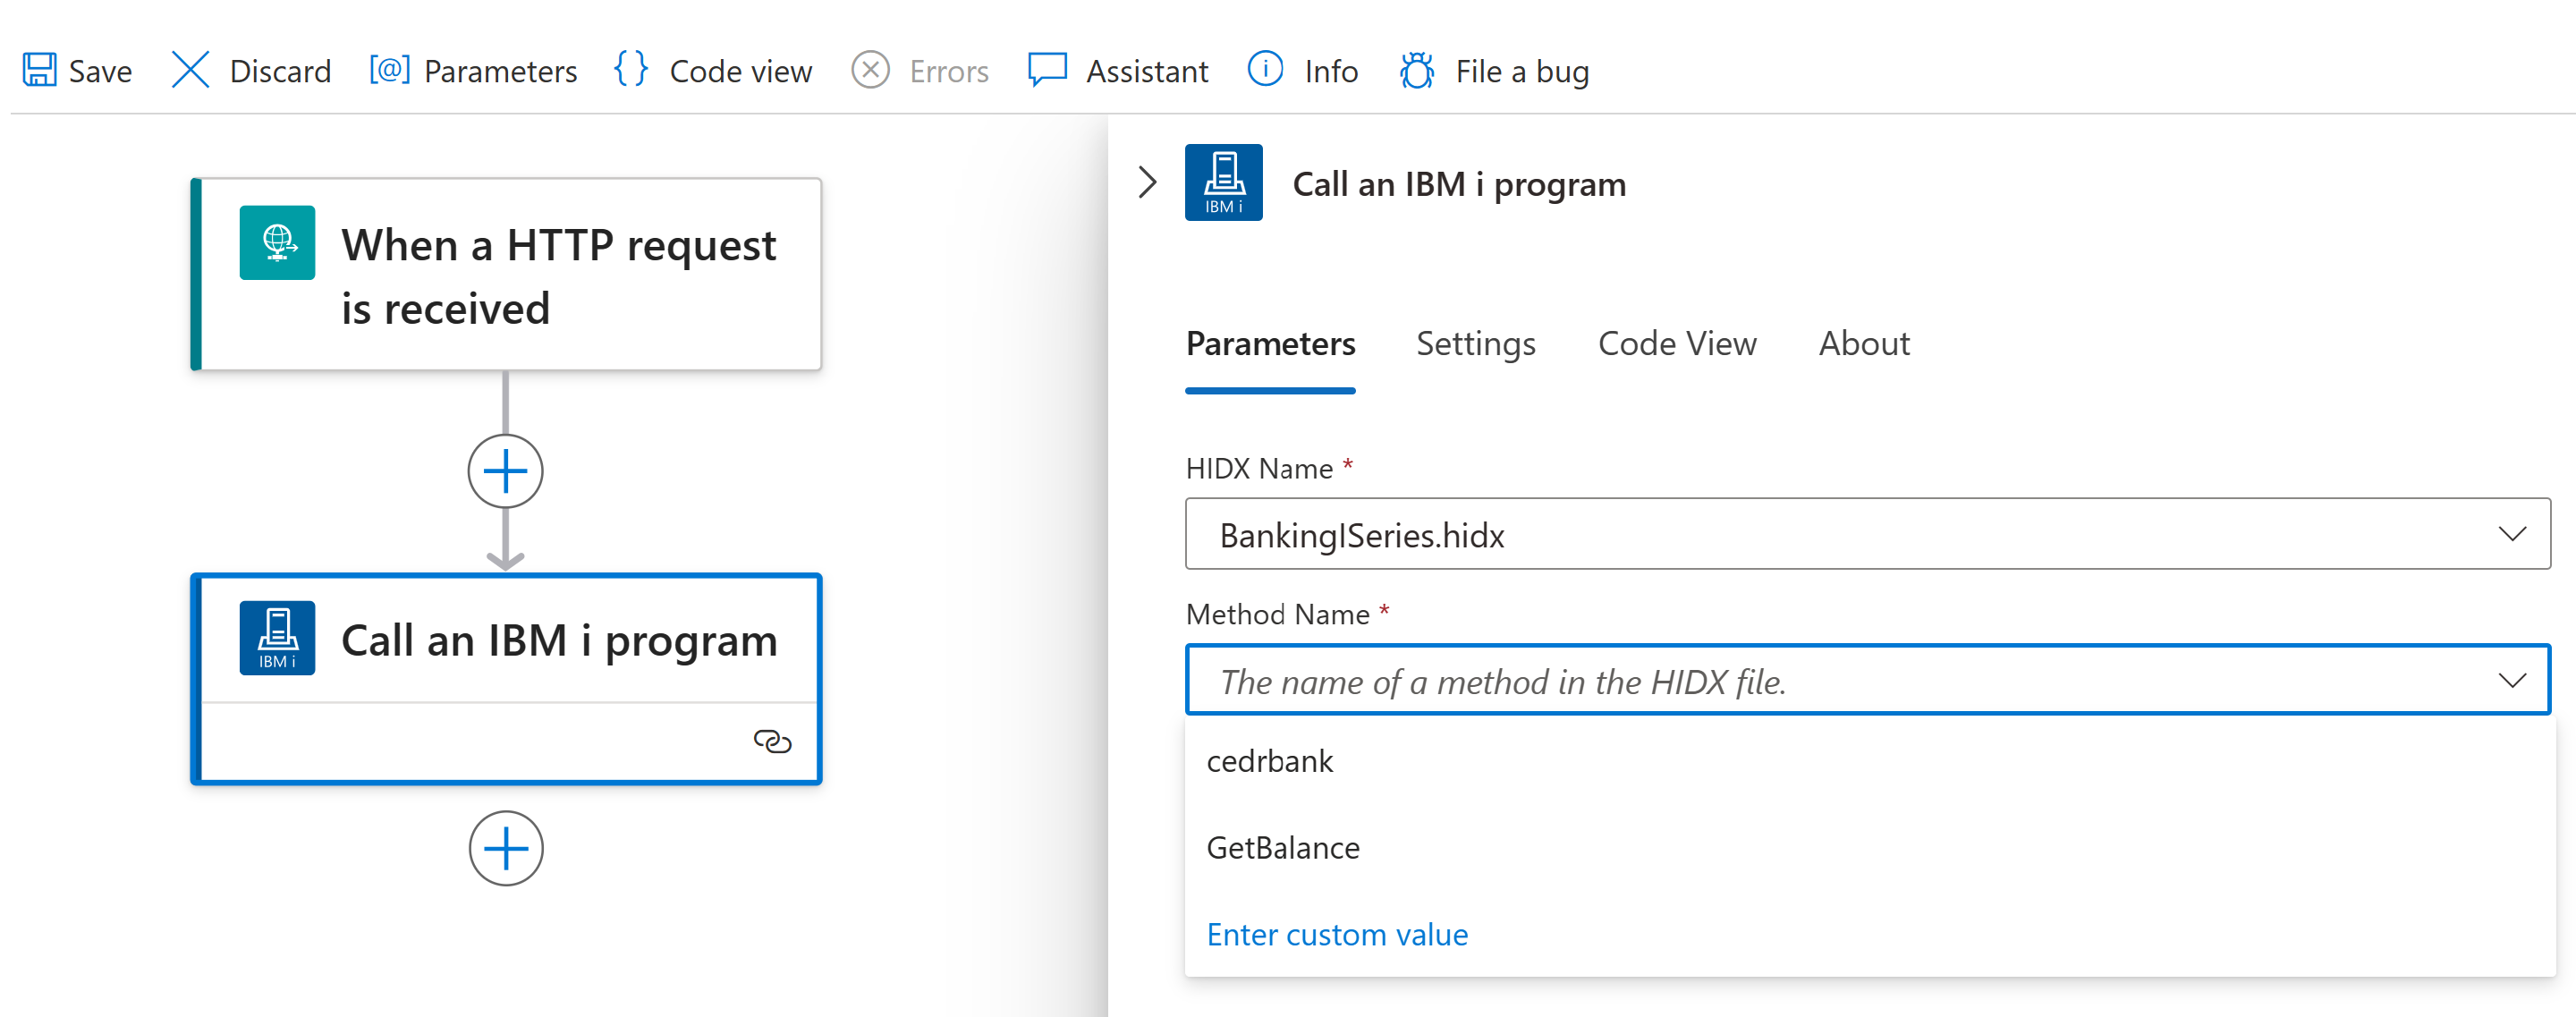 Save Discard [@] Parameters { } Code view Errors Assistant Info File a bug
When a HTTP request
is received
IBM i
Call an IBM i program
IBM i
Call an IBM i program
Parameters Settings Code View About
HIDX Name *
BankingISeries.hidx
Method Name *
The name of a method in the HIDX file.
cedrbank
GetBalance
Enter custom value